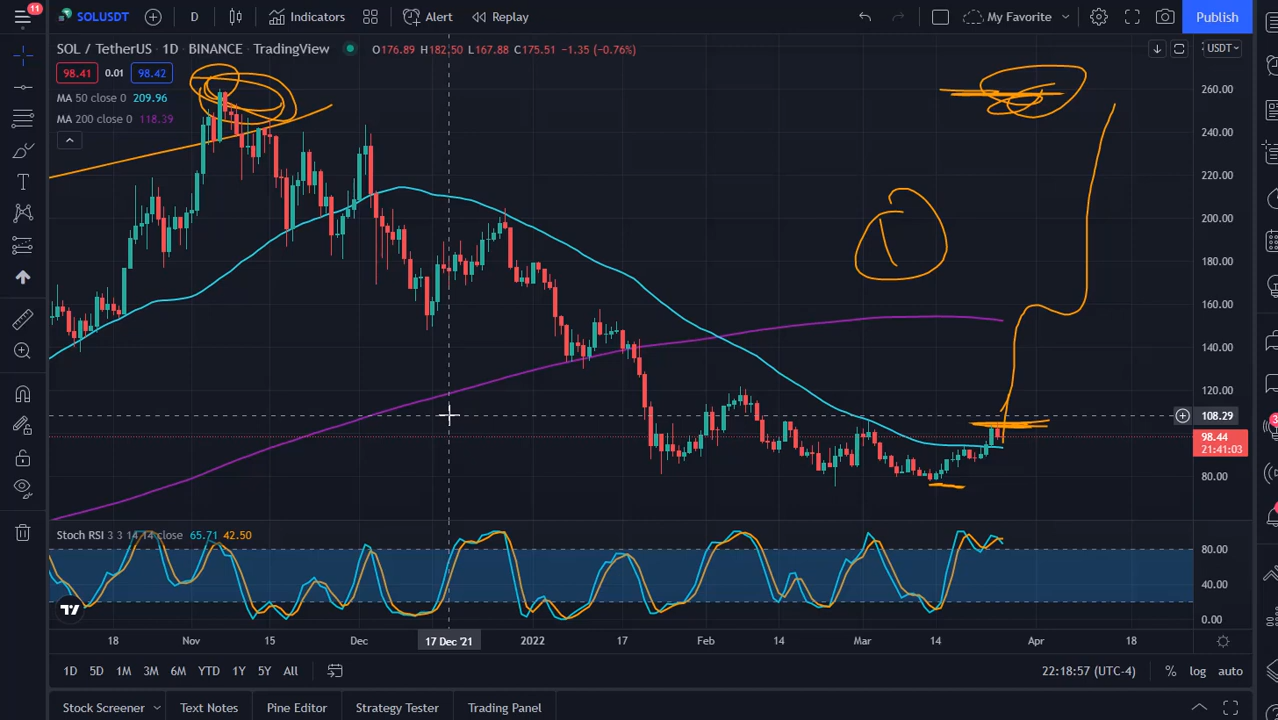 11
SOLUSDT
D
Indicators
Alert
Replay
My Favorite
Publish
SOL / TetherUS · 1D · BINANCE · TradingView
O176.89 H182.50 L167.88 C175.51 −1.35 (−0.76%)
USDT
98.41
0.01
98.42
MA 50 close 0 209.96
MA 200 close 0 118.39
260.00
240.00
220.00
200.00
180.00
160.00
140.00
120.00
108.29
98.44
21:41:03
80.00
Stoch RSI 3 3 14 14 close 65.71 42.50
80.00
40.00
0.00
18
Nov
15
Dec
17 Dec '21
2022
17
Feb
14
Mar
14
Apr
18
1D
5D
1M
3M
6M
YTD
1Y
5Y
All
22:18:57 (UTC-4)
%
log
auto
Stock Screener
Text Notes
Pine Editor
Strategy Tester
Trading Panel